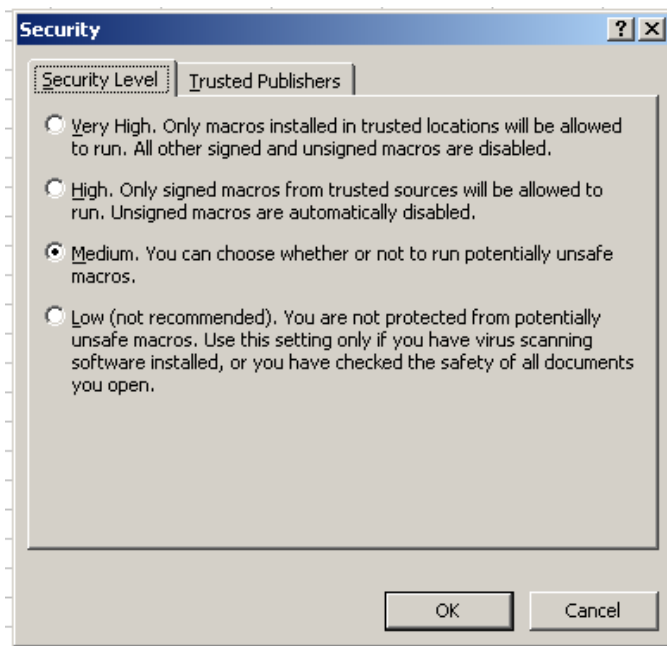 Security
Security Level
Trusted Publishers
Very High. Only macros installed in trusted locations will be allowed
to run. All other signed and unsigned macros are disabled.
High. Only signed macros from trusted sources will be allowed to
run. Unsigned macros are automatically disabled.
Medium. You can choose whether or not to run potentially unsafe
macros.
Low (not recommended). You are not protected from potentially
unsafe macros. Use this setting only if you have virus scanning
software installed, or you have checked the safety of all documents
you open.
OK
Cancel